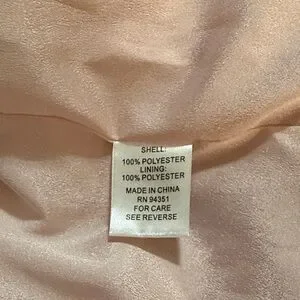 SHELL:
100% POLYESTER
LINING:
100% POLYESTER
MADE IN CHINA
RN 94351
FOR CARE
SEE REVERSE